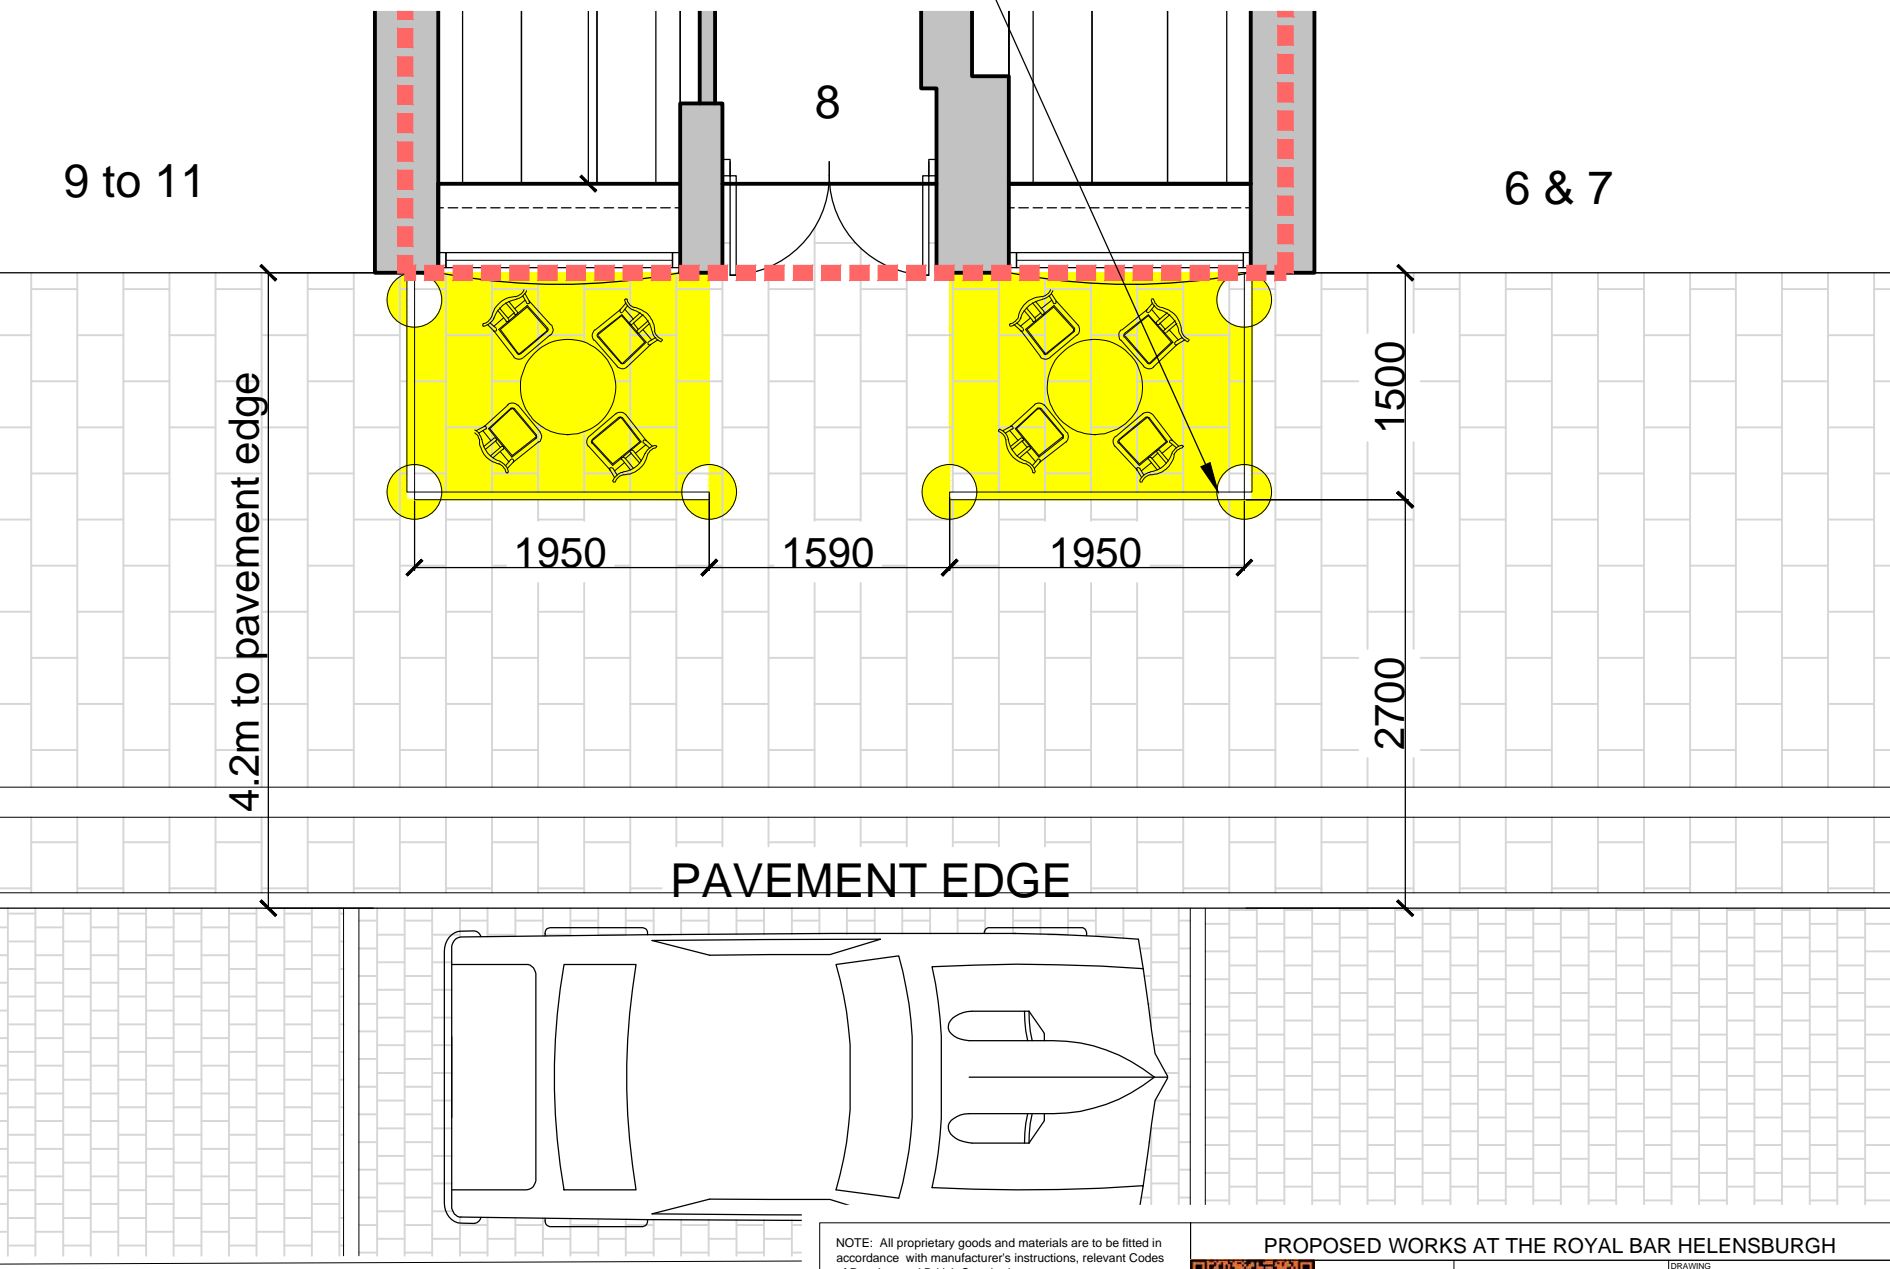 8
9 to 11
6 & 7
4.2m to pavement edge
1500
1950
1590
1950
2700
PAVEMENT EDGE
NOTE: All proprietary goods and materials are to be fitted in
accordance with manufacturer's instructions, relevant Codes
PROPOSED WORKS AT THE ROYAL BAR HELENSBURGH
DRAWING